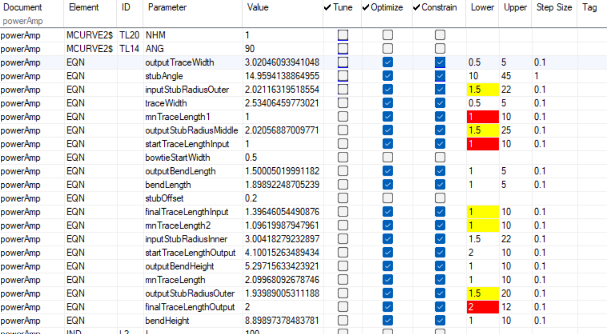 Document Element ID Parameter Value Tune Optimize Constrain Lower Upper Step Size Tag
powerAmp
powerAmp MCURVE2$ TL20 NHM 1
powerAmp MCURVE2$ TL14 ANG 90
powerAmp EQN outputTraceWidth 3.02046093941048 0.5 5 0.1
powerAmp EQN stubAngle 14.9594138864955 10 45 1
powerAmp EQN inputStubRadiusOuter 2.02116319518554 1.5 22 0.1
powerAmp EQN traceWidth 2.53406459773021 0.5 5 0.1
powerAmp EQN mnTraceLength1 1 1 10 0.1
powerAmp EQN outputStubRadiusMiddle 2.02056887009771 1.5 25 0.1
powerAmp EQN startTraceLengthInput 1 1 10 0.1
powerAmp EQN bowtieStartWidth 0.5
powerAmp EQN outputBendLength 1.50005019991182 1 5 0.1
powerAmp EQN bendLength 1.89892248705239 1 5 0.1
powerAmp EQN stubOffset 0.2
powerAmp EQN finalTraceLengthInput 1.39646054490876 1 10 0.1
powerAmp EQN mnTraceLength2 1.09619987947961 1 10 0.1
powerAmp EQN inputStubRadiusInner 3.00418279232897 1.5 22 0.1
powerAmp EQN startTraceLengthOutput 4.10015263489434 2 10 0.1
powerAmp EQN outputBendHeight 5.29715633423921 1 10 0.1
powerAmp EQN mnTraceLength 2.09968092678746 1 10 0.1
powerAmp EQN outputStubRadiusOuter 1.93989005311188 1.5 20 0.1
powerAmp EQN finalTraceLengthOutput 2 2 12 0.1
powerAmp EQN bendHeight 8.89897378483781 1 10 0.1
powerAmp IND L2 L 100